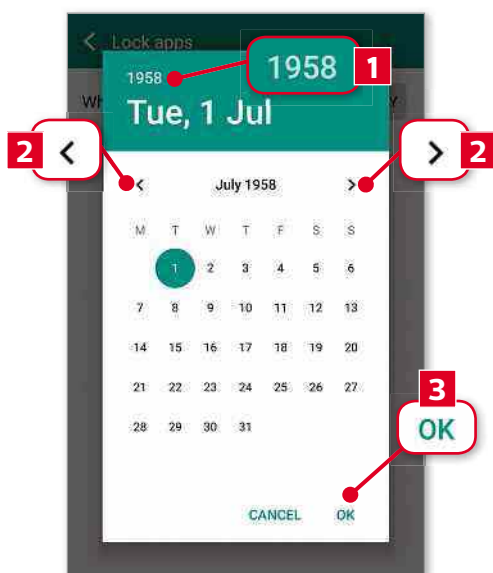 Lock apps
1958
1958
1
Wh
Y
Tue, 1 Jul
2
<
>
2
<
July 1958
>
M T W T F S S
1 2 3 4 5 6
7 8 9 10 11 12 13
14 15 16 17 18 19 20
21 22 23 24 25 26 27
28 29 30 31
3
OK
CANCEL OK